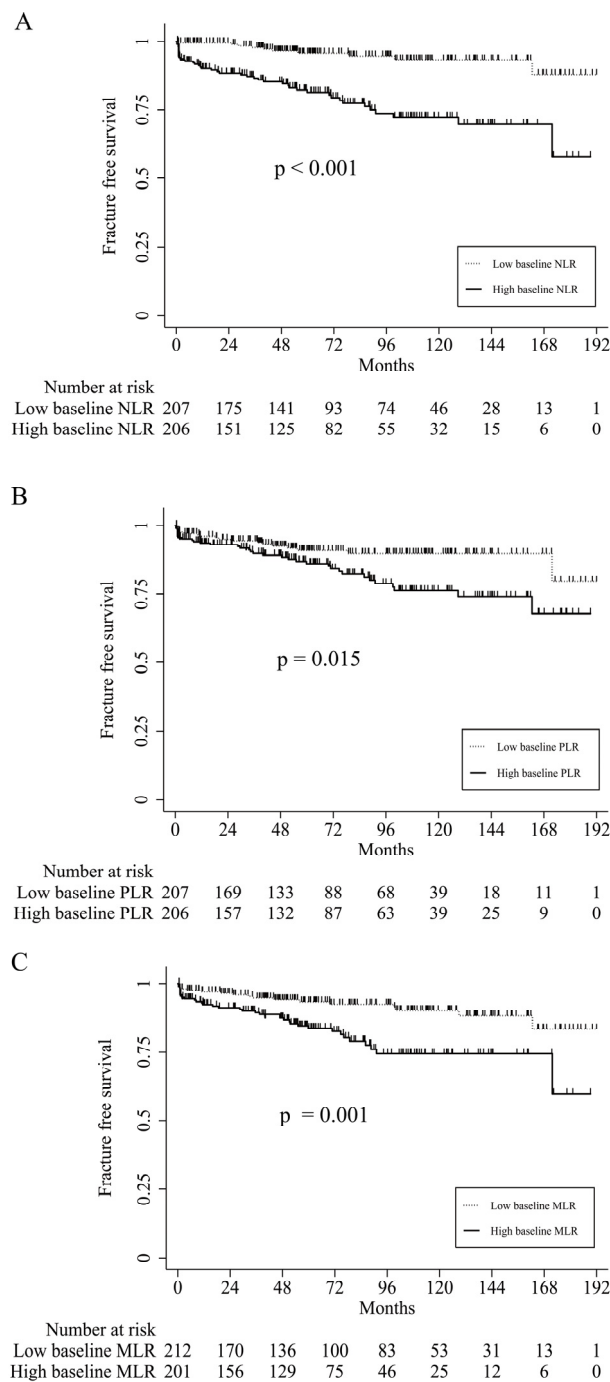 A
Fracture free survival
1
0.75
0.5
0.25
0
p < 0.001
Low baseline NLR
High baseline NLR
0 24 48 72 96 120 144 168 192
Months
Number at risk
Low baseline NLR 207 175 141 93 74 46 28 13 1
High baseline NLR 206 151 125 82 55 32 15 6 0
B
Fracture free survival
1
0.75
0.5
0.25
0
p = 0.015
Low baseline PLR
High baseline PLR
0 24 48 72 96 120 144 168 192
Months
Number at risk
Low baseline PLR 207 169 133 88 68 39 18 11 1
High baseline PLR 206 157 132 87 63 39 25 9 0
C
Fracture free survival
1
0.75
0.5
0.25
0
p = 0.001
Low baseline MLR
High baseline MLR
0 24 48 72 96 120 144 168 192
Months
Number at risk
Low baseline MLR 212 170 136 100 83 53 31 13 1
High baseline MLR 201 156 129 75 46 25 12 6 0